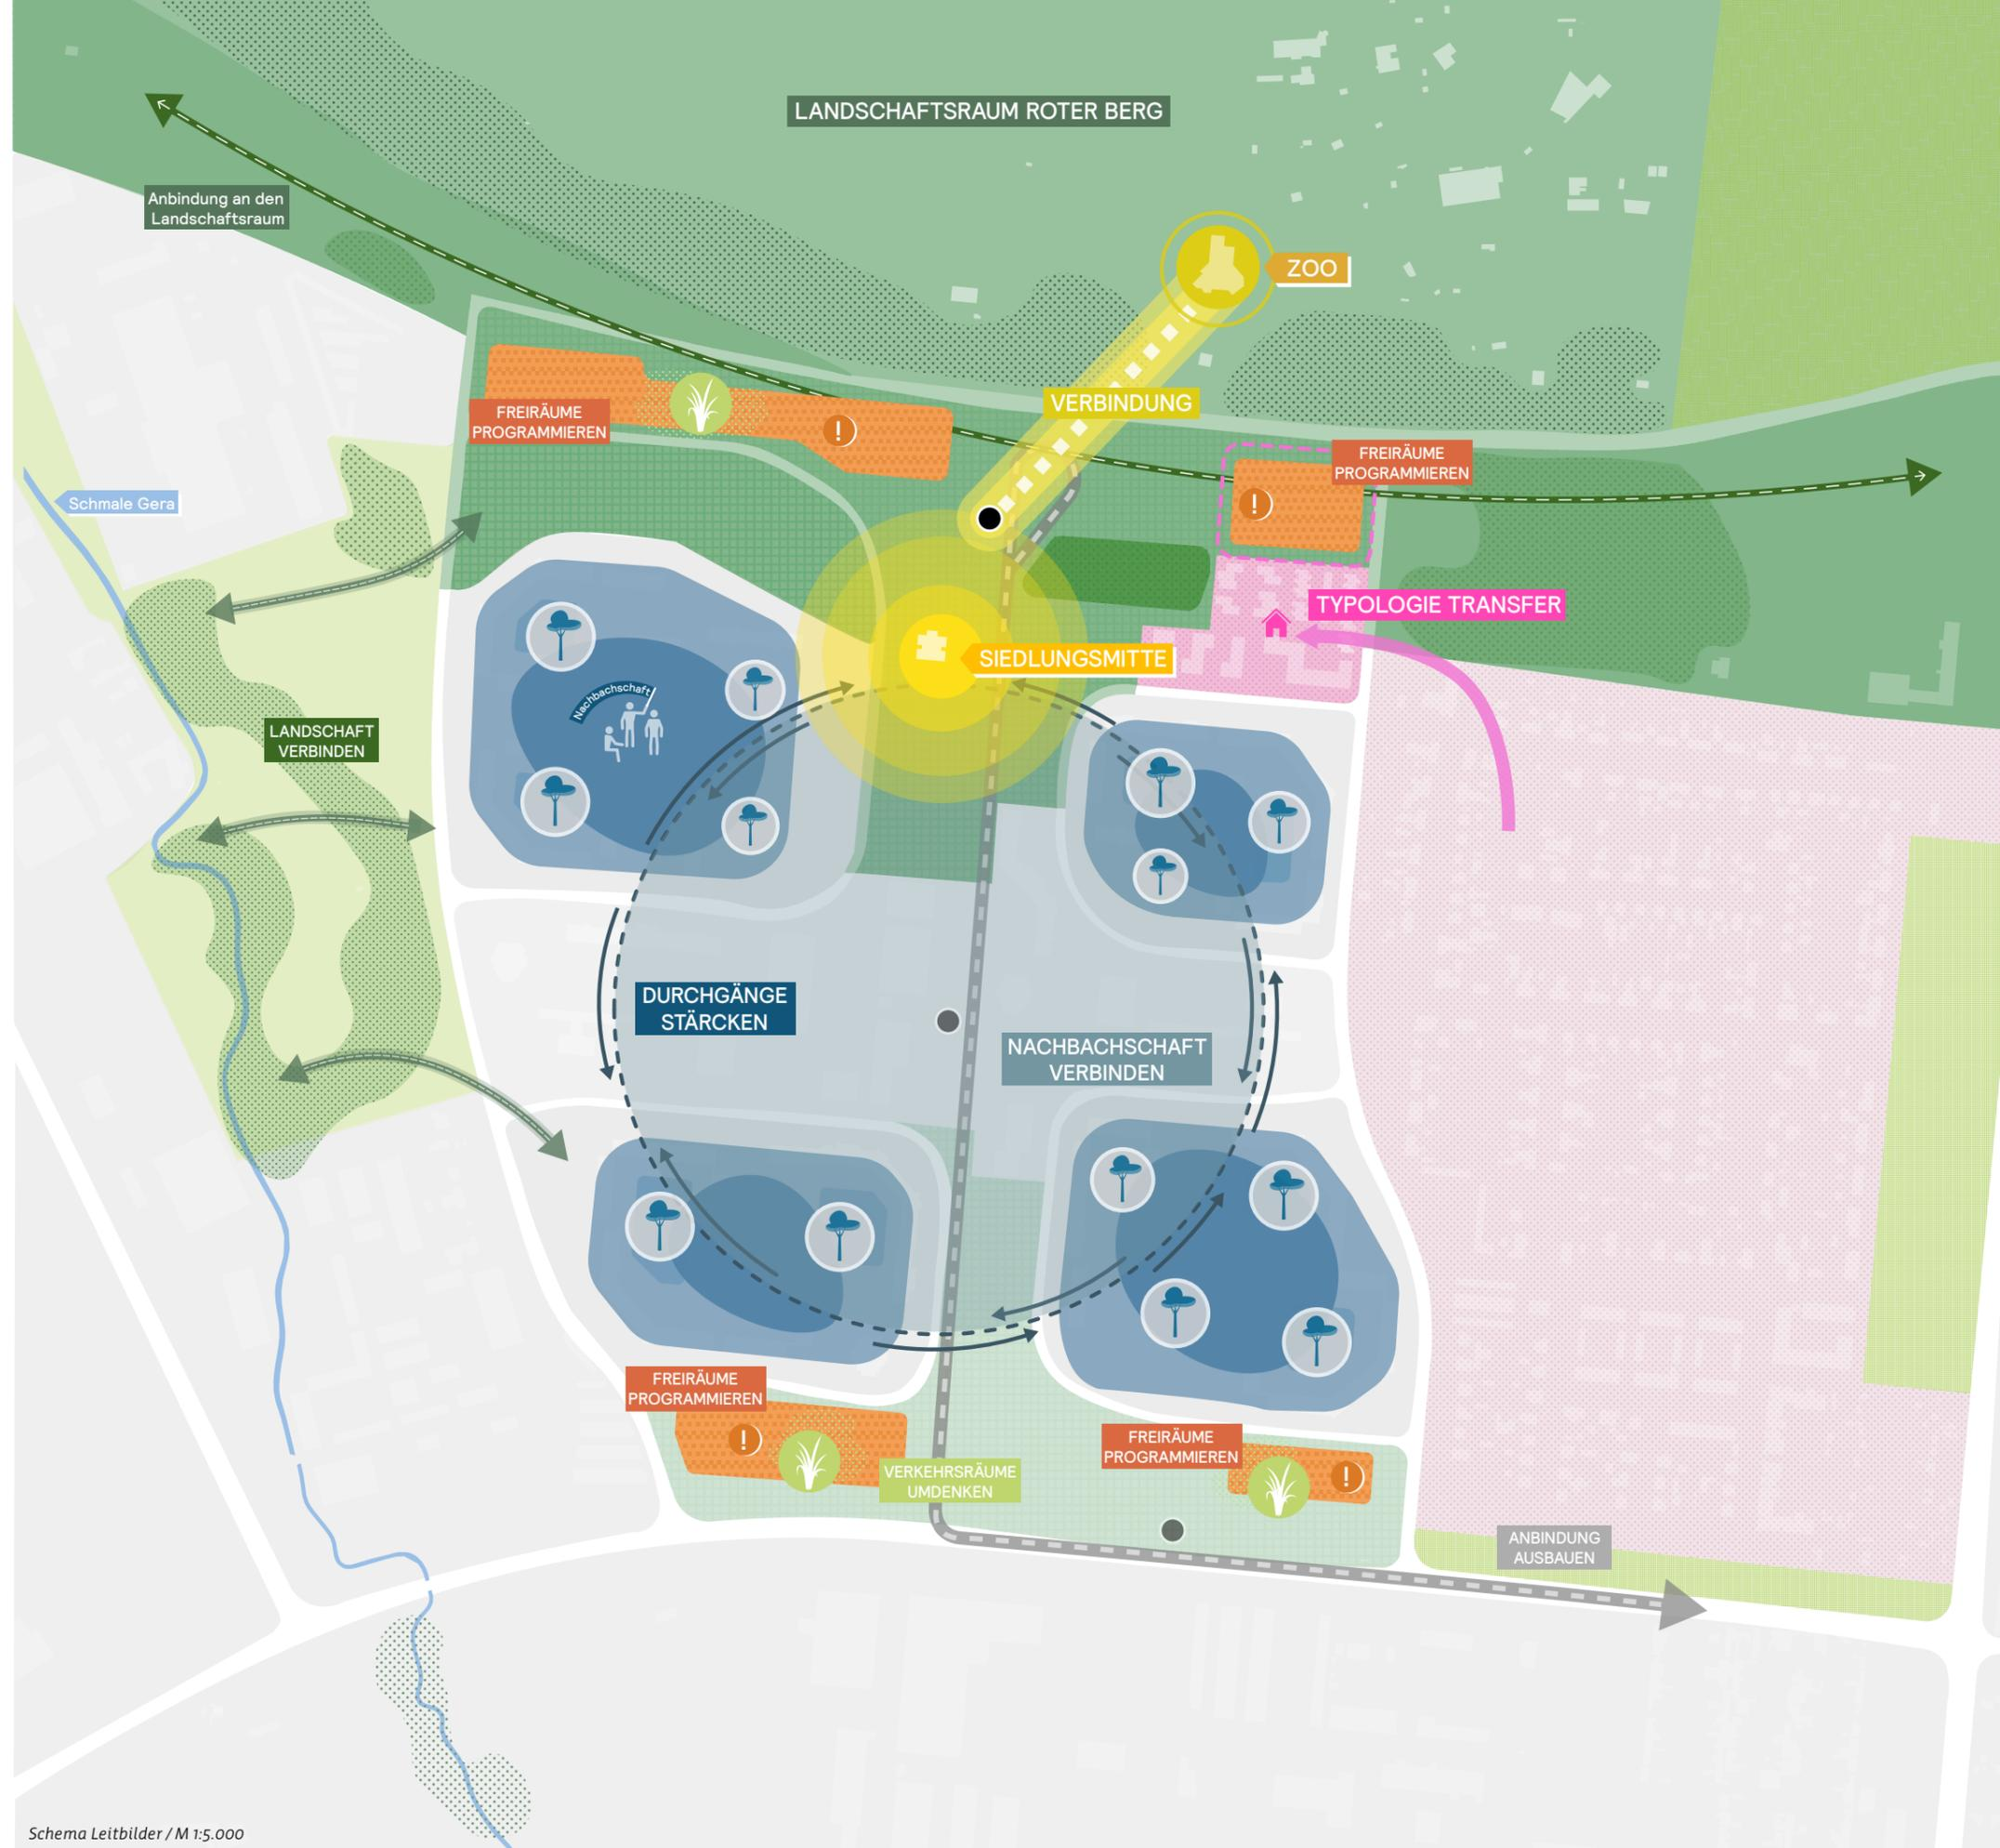 LANDSCHAFTSRAUM ROTER BERG
Anbindung an den
Landschaftsraum
ZOO
VERBINDUNG
FREIRÄUME
PROGRAMMIEREN
!
FREIRÄUME
PROGRAMMIEREN
!
Schmale Gera
TYPOLOGIE TRANSFER
SIEDLUNGSMITTE
Nachbachschaft
LANDSCHAFT
VERBINDEN
DURCHGÄNGE
STÄRCKEN
NACHBACHSCHAFT
VERBINDEN
FREIRÄUME
PROGRAMMIEREN
!
FREIRÄUME
PROGRAMMIEREN
!
VERKEHRSRÄUME
UMDENKEN
ANBINDUNG
AUSBAUEN
Schema Leitbilder / M 1:5.000